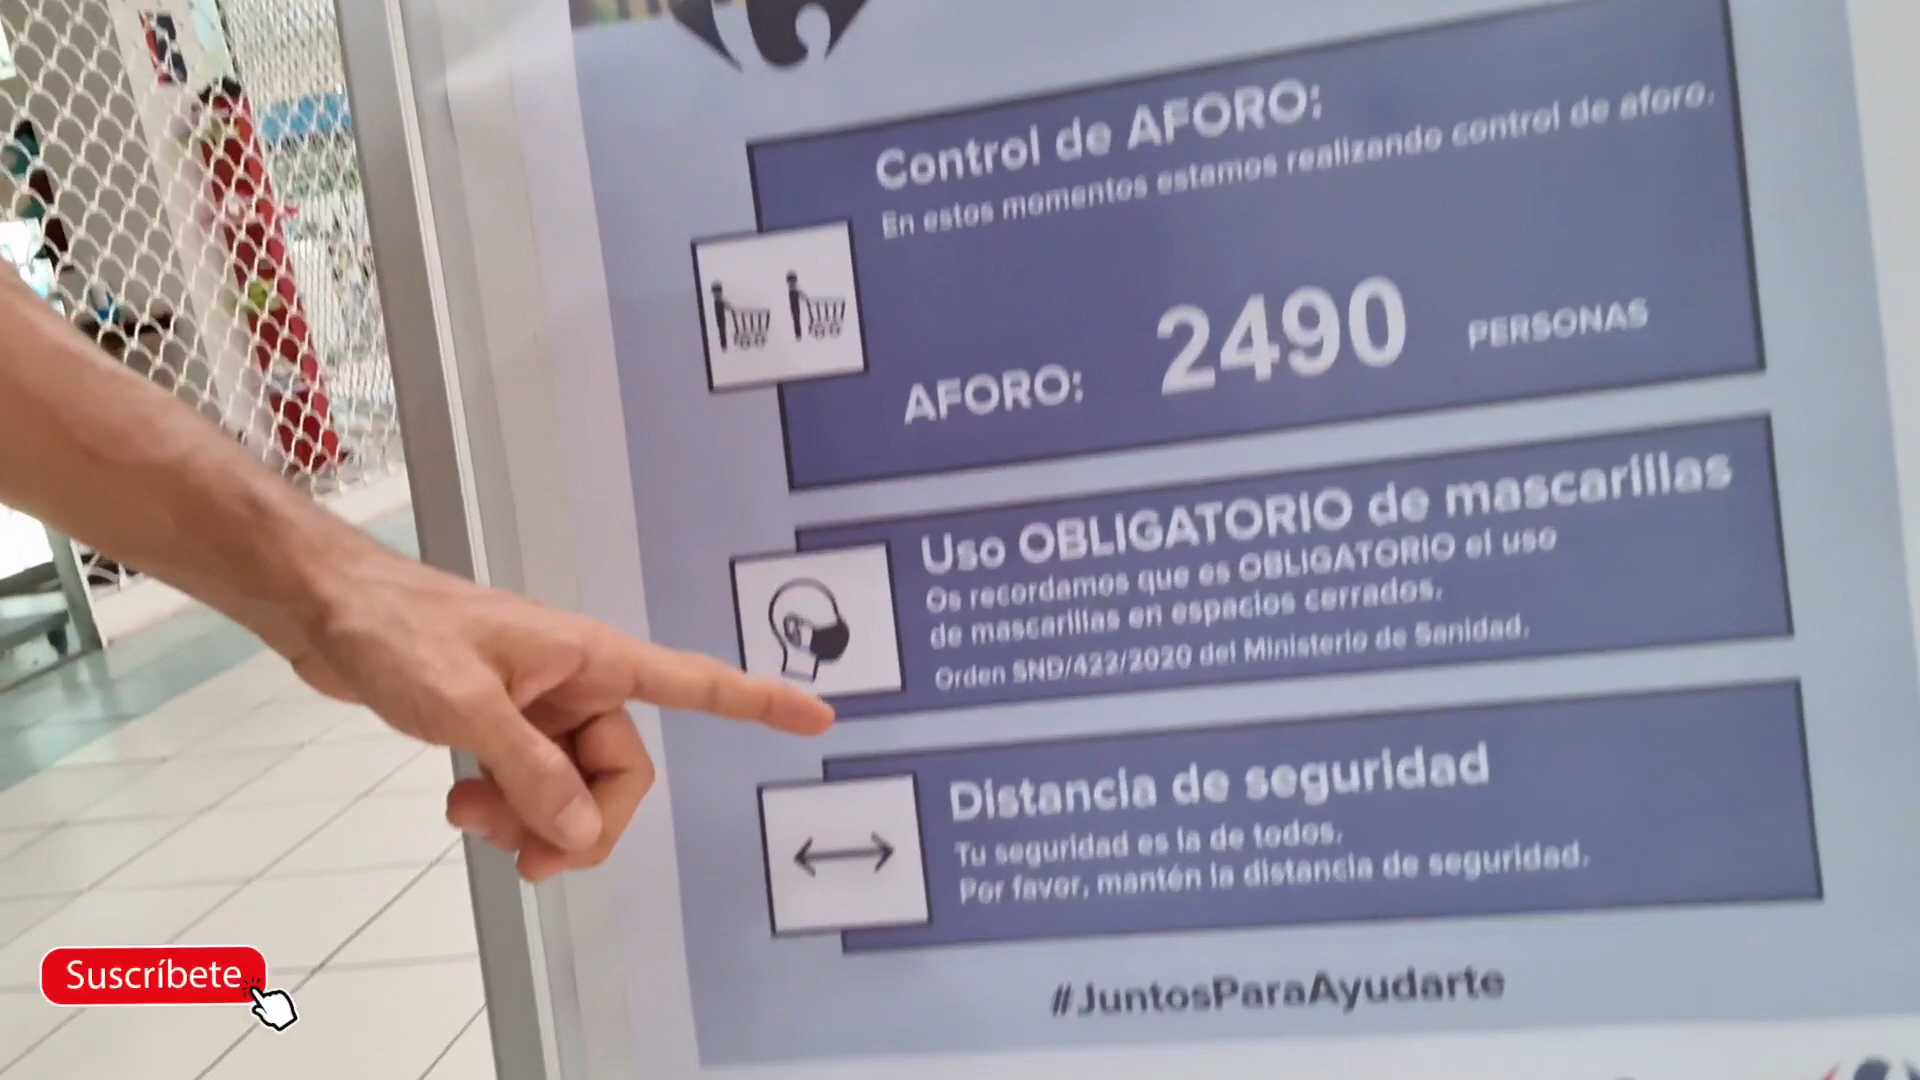 Control de AFORO:
En estos momentos estamos realizando control de aforo.
AFORO: 2490 PERSONAS
Uso OBLIGATORIO de mascarillas
Os recordamos que es OBLIGATORIO el uso
de mascarillas en espacios cerrados.
Orden SND/422/2020 del Ministerio de Sanidad.
Distancia de seguridad
Tu seguridad es la de todos.
Por favor, mantén la distancia de seguridad.
#JuntosParaAyudarte
Suscríbete